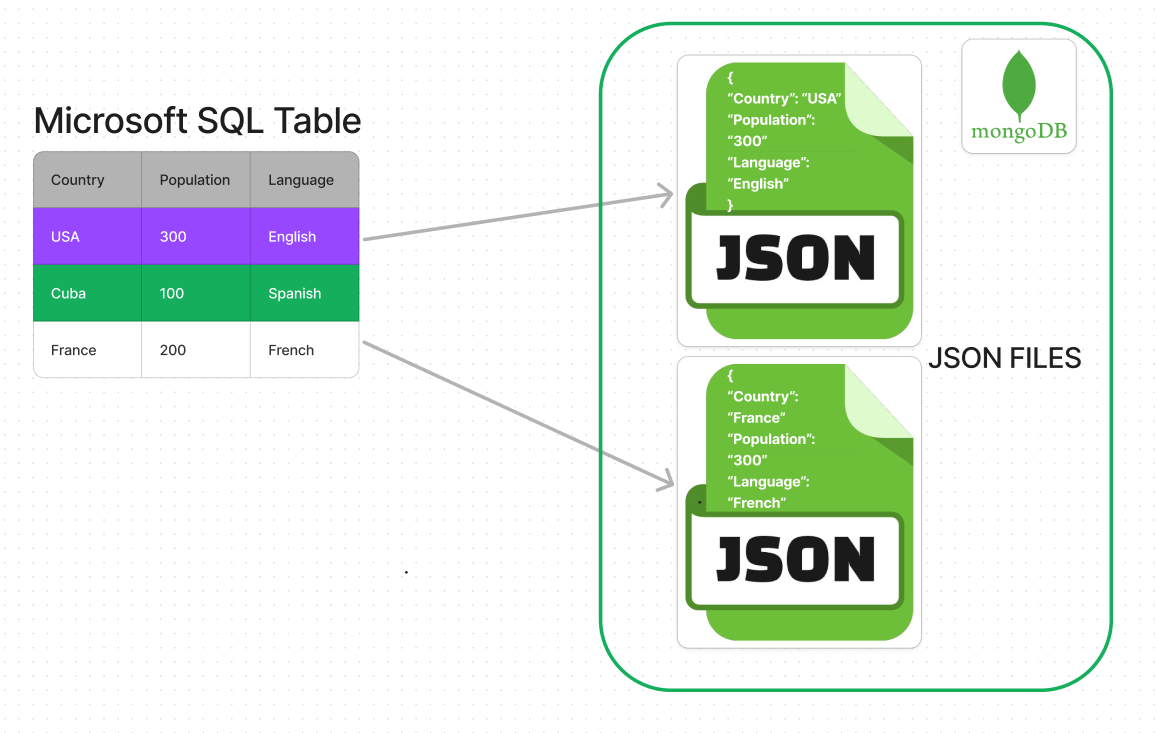 Microsoft SQL Table
Country Population Language
USA 300 English
Cuba 100 Spanish
France 200 French
{
“Country”: “USA”
“Population”:
“300”
“Language”:
“English”
}
JSON
mongoDB
JSON FILES
{
“Country”:
“France”
“Population”:
“300”
“Language”:
“French”
JSON